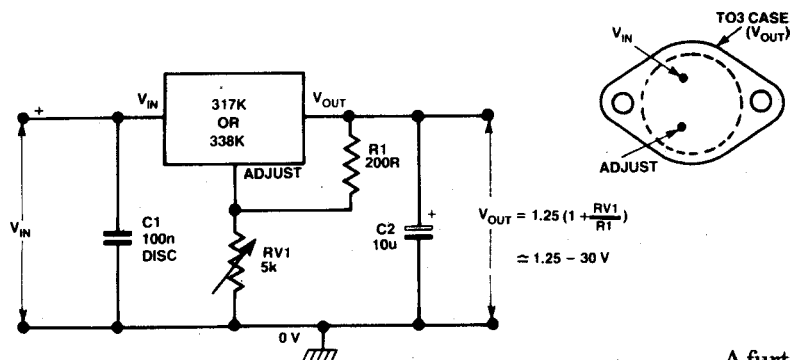 TO3 CASE
(VOUT)
VIN
ADJUST
+
VIN
317K
OR
338K
VOUT
ADJUST
R1
200R
VIN
C1
100n
DISC
RV1
5k
C2
10u
+
VOUT = 1.25 (1 + RV1/R1)
≃ 1.25 – 30 V
0 V
A furt